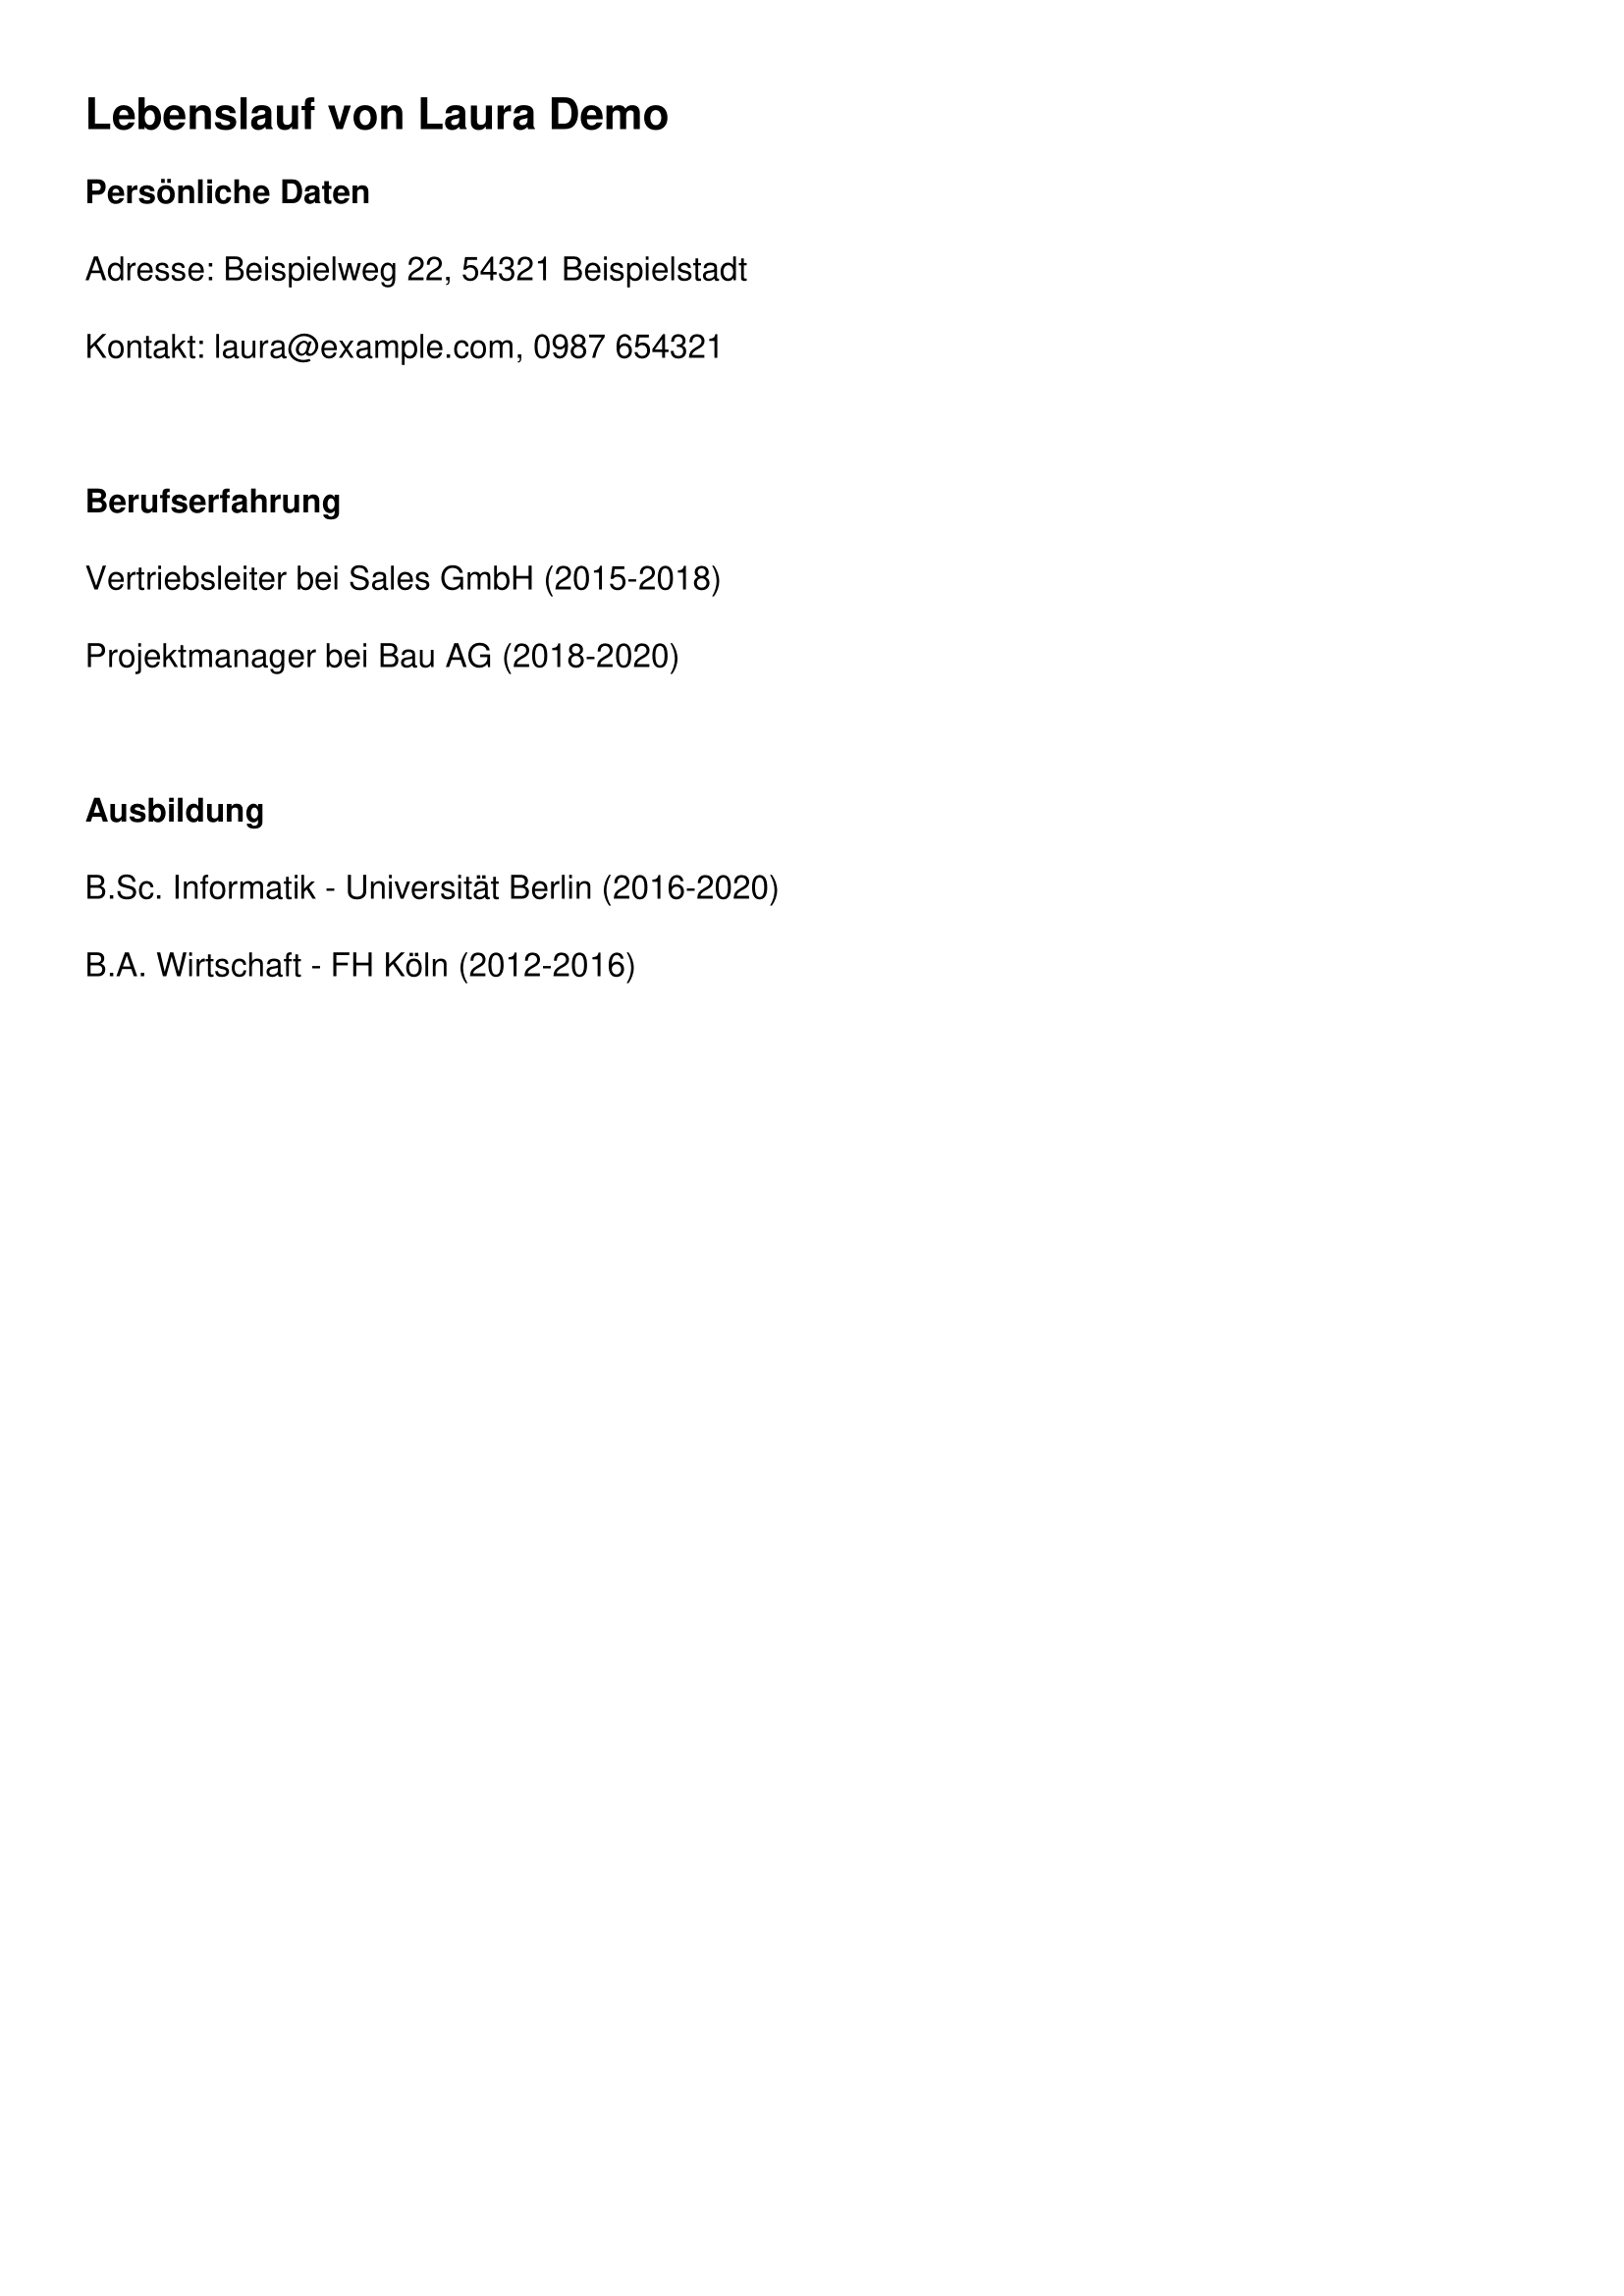 Lebenslauf von Laura Demo
Persönliche Daten
Adresse: Beispielweg 22, 54321 Beispielstadt
Kontakt: laura@example.com, 0987 654321
Berufserfahrung
Vertriebsleiter bei Sales GmbH (2015-2018)
Projektmanager bei Bau AG (2018-2020)
Ausbildung
B.Sc. Informatik - Universität Berlin (2016-2020)
B.A. Wirtschaft - FH Köln (2012-2016)